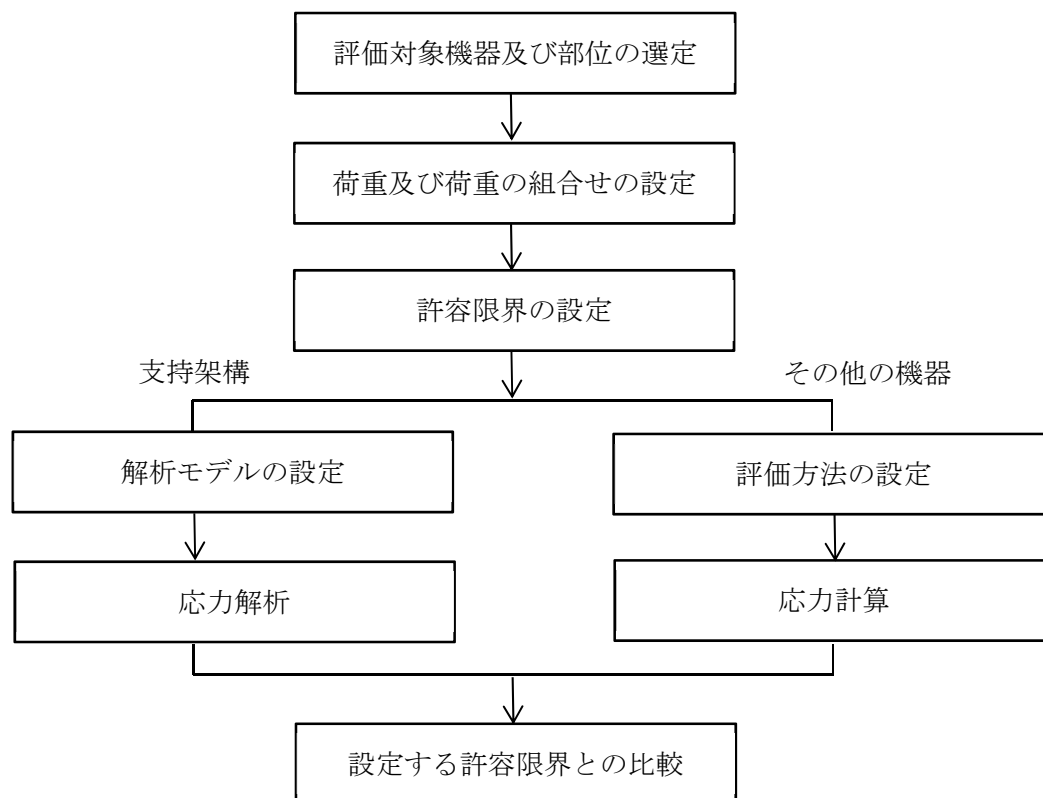 評価対象機器及び部位の選定
荷重及び荷重の組合せの設定
許容限界の設定
支持架構
その他の機器
解析モデルの設定
評価方法の設定
応力解析
応力計算
設定する許容限界との比較